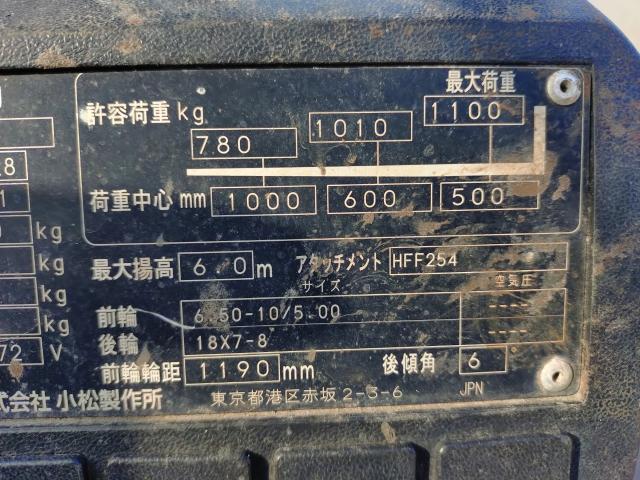 最大荷重
許容荷重 kg 780 1010 1100
荷重中心 mm 1000 600 500
kg
最大揚高 6.0 m アタッチメント HFF254
kg
サイズ 空気圧
kg
前輪 6.50-10/5.00 ----
kg
後輪 18X7-8 ----
72 V
前輪輪距 1190 mm 後傾角 6
式会社 小松製作所 東京都港区赤坂 2-3-6 JPN